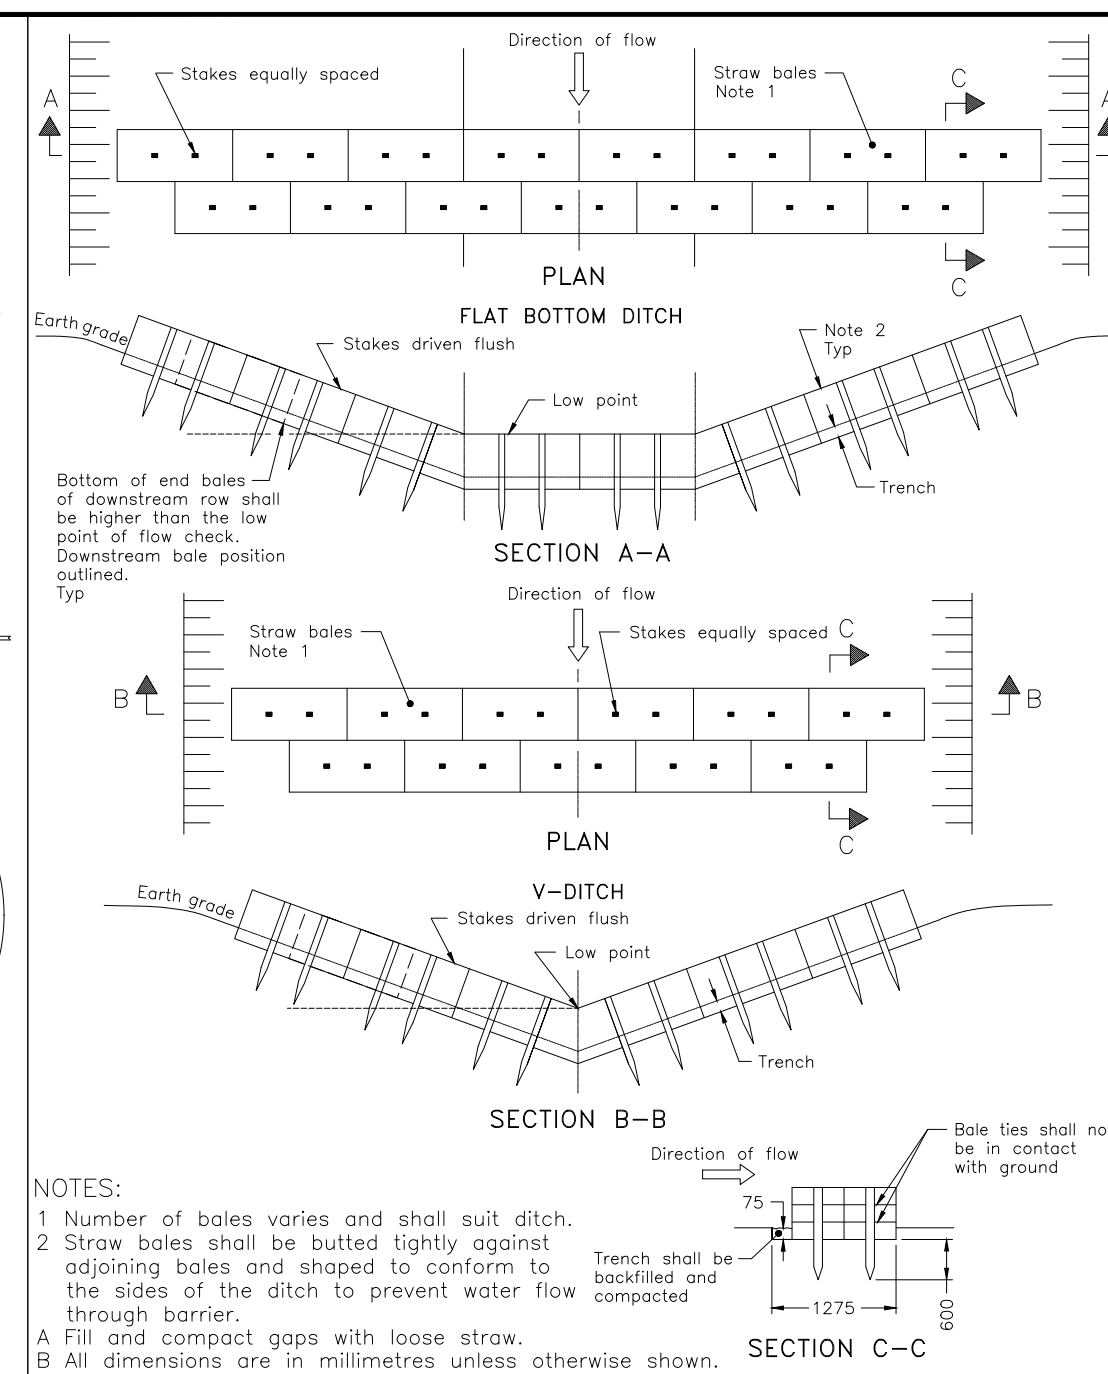 Direction of flow
Stakes equally spaced
Straw bales
Note 1
C
A
A
C
PLAN
FLAT BOTTOM DITCH
Earth grade
Stakes driven flush
Note 2
Typ
Low point
Bottom of end bales
of downstream row shall
be higher than the low
point of flow check.
Downstream bale position
outlined.
Typ
Trench
SECTION A-A
Direction of flow
Straw bales
Note 1
Stakes equally spaced
C
B
B
C
PLAN
V-DITCH
Earth grade
Stakes driven flush
Low point
Trench
SECTION B-B
Direction of flow
Bale ties shall no
be in contact
with ground
75
Trench shall be
backfilled and
compacted
1275
600
SECTION C-C
NOTES:
1 Number of bales varies and shall suit ditch.
2 Straw bales shall be butted tightly against
adjoining bales and shaped to conform to
the sides of the ditch to prevent water flow
through barrier.
A Fill and compact gaps with loose straw.
B All dimensions are in millimetres unless otherwise shown.